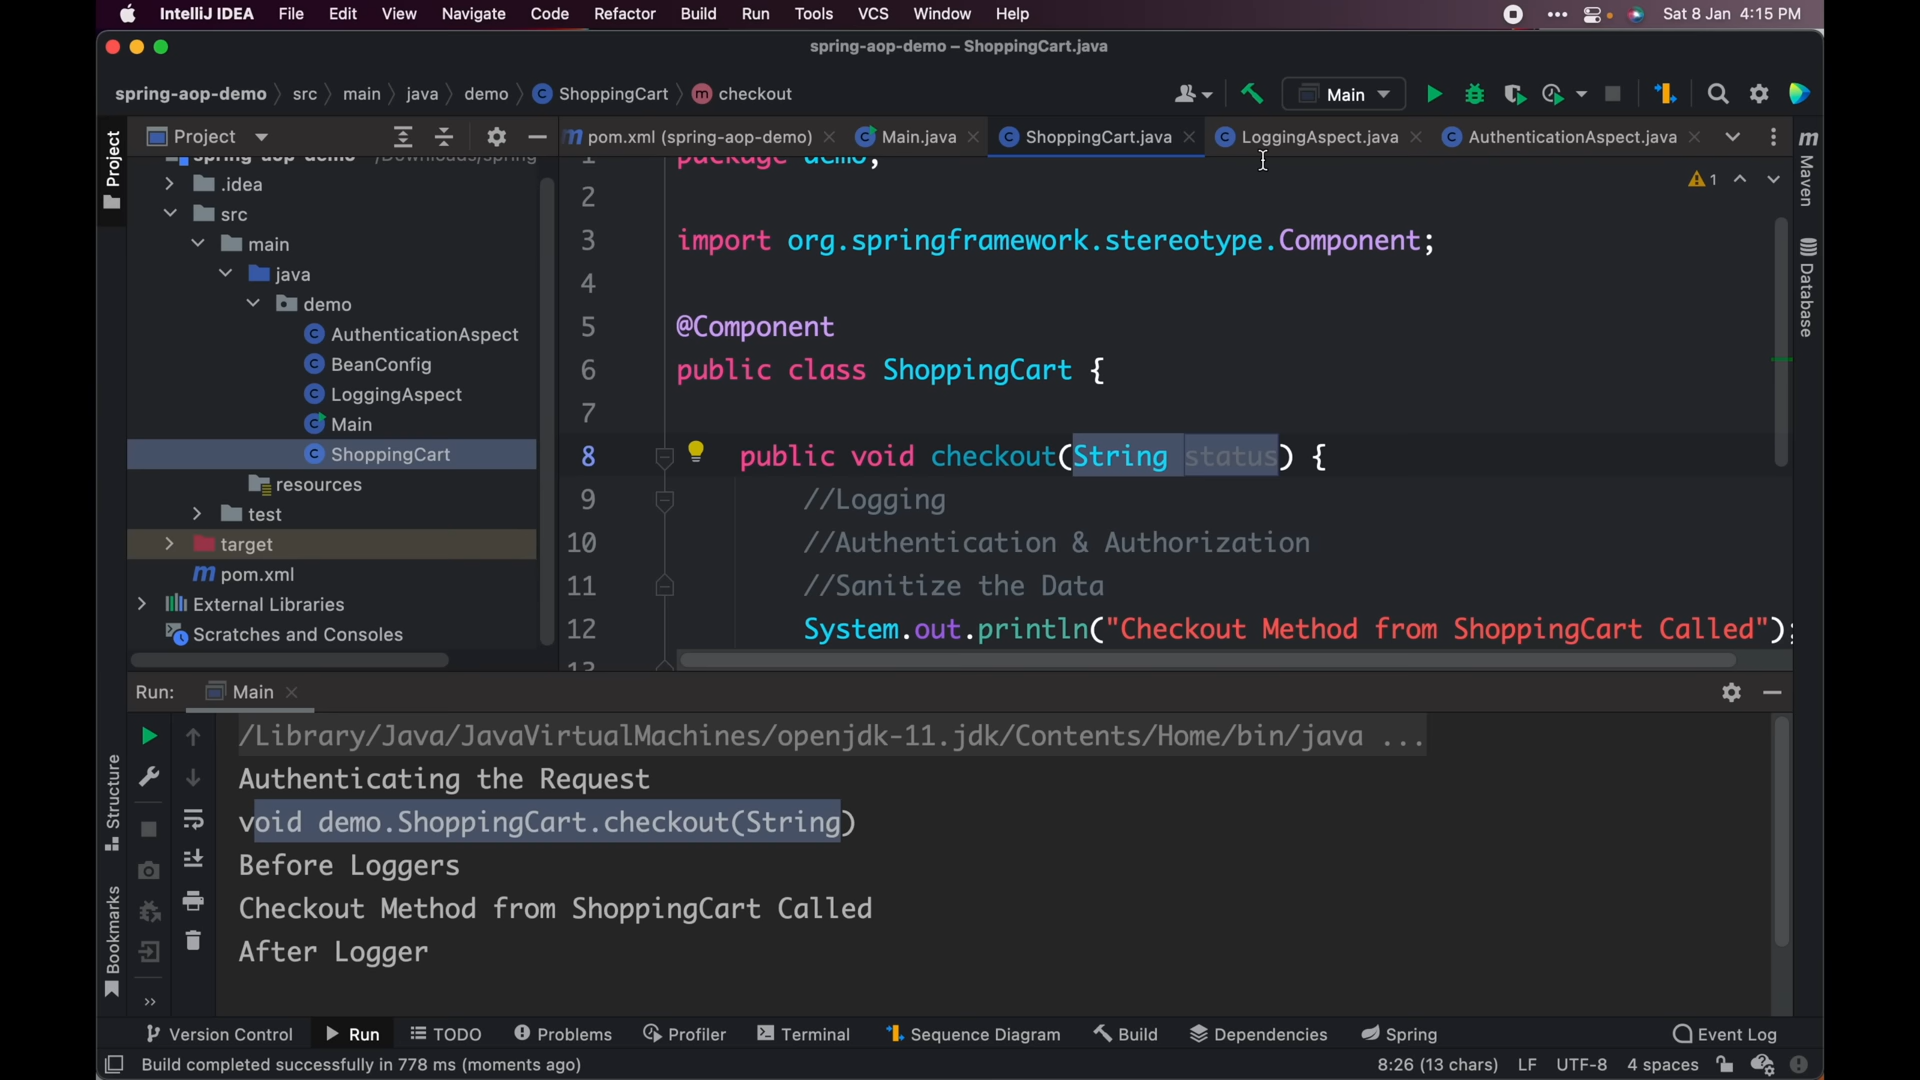 IntelliJ IDEA File Edit View Navigate Code Refactor Build Run Tools VCS Window Help Sat 8 Jan 4:15 PM
spring-aop-demo – ShoppingCart.java
spring-aop-demo src main java demo ShoppingCart checkout Main
Project pom.xml (spring-aop-demo) Main.java ShoppingCart.java LoggingAspect.java AuthenticationAspect.java
Project
Maven
Database
Structure
Bookmarks
.idea
src
main
java
demo
AuthenticationAspect
BeanConfig
LoggingAspect
Main
ShoppingCart
resources
test
target
pom.xml
External Libraries
Scratches and Consoles
1 package demo;
2
3 import org.springframework.stereotype.Component;
4
5 @Component
6 public class ShoppingCart {
7
8 public void checkout(String status) {
9 //Logging
10 //Authentication & Authorization
11 //Sanitize the Data
12 System.out.println("Checkout Method from ShoppingCart Called");
13
1
Run: Main
/Library/Java/JavaVirtualMachines/openjdk-11.jdk/Contents/Home/bin/java ...
Authenticating the Request
void demo.ShoppingCart.checkout(String)
Before Loggers
Checkout Method from ShoppingCart Called
After Logger
Version Control Run TODO Problems Profiler Terminal Sequence Diagram Build Dependencies Spring Event Log
Build completed successfully in 778 ms (moments ago) 8:26 (13 chars) LF UTF-8 4 spaces